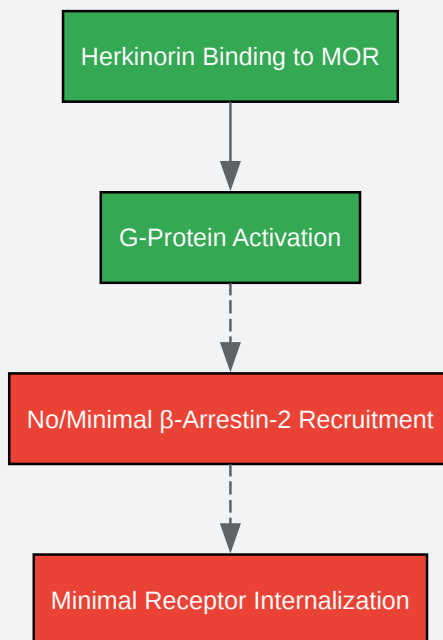 Herkinorin Binding to MOR
G-Protein Activation
No/Minimal β-Arrestin-2 Recruitment
Minimal Receptor Internalization